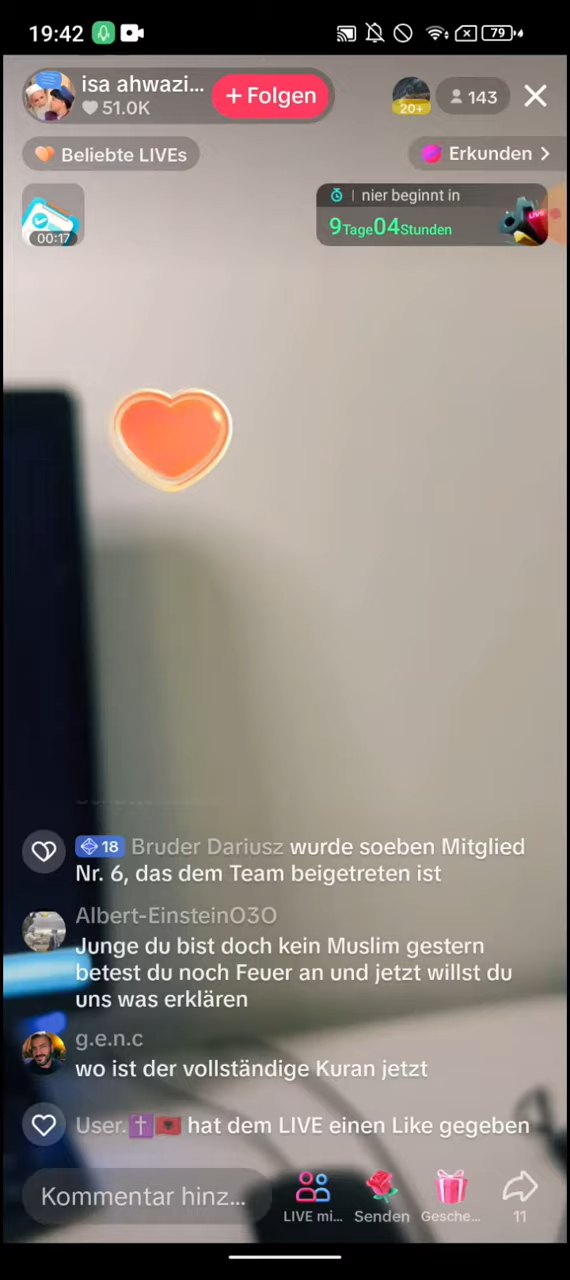 19:42
79
isa ahwazi...
51.0K
+ Folgen
20+
143
Beliebte LIVEs
Erkunden >
00:17
nier beginnt in
9Tage04Stunden
LIVE
18 Bruder Dariusz wurde soeben Mitglied
Nr. 6, das dem Team beigetreten ist
Albert-EinsteinO3O
Junge du bist doch kein Muslim gestern
betest du noch Feuer an und jetzt willst du
uns was erklären
g.e.n.c
wo ist der vollständige Kuran jetzt
User.✝️🇦🇱 hat dem LIVE einen Like gegeben
Kommentar hinz...
LIVE mi...
Senden
Gesche...
11